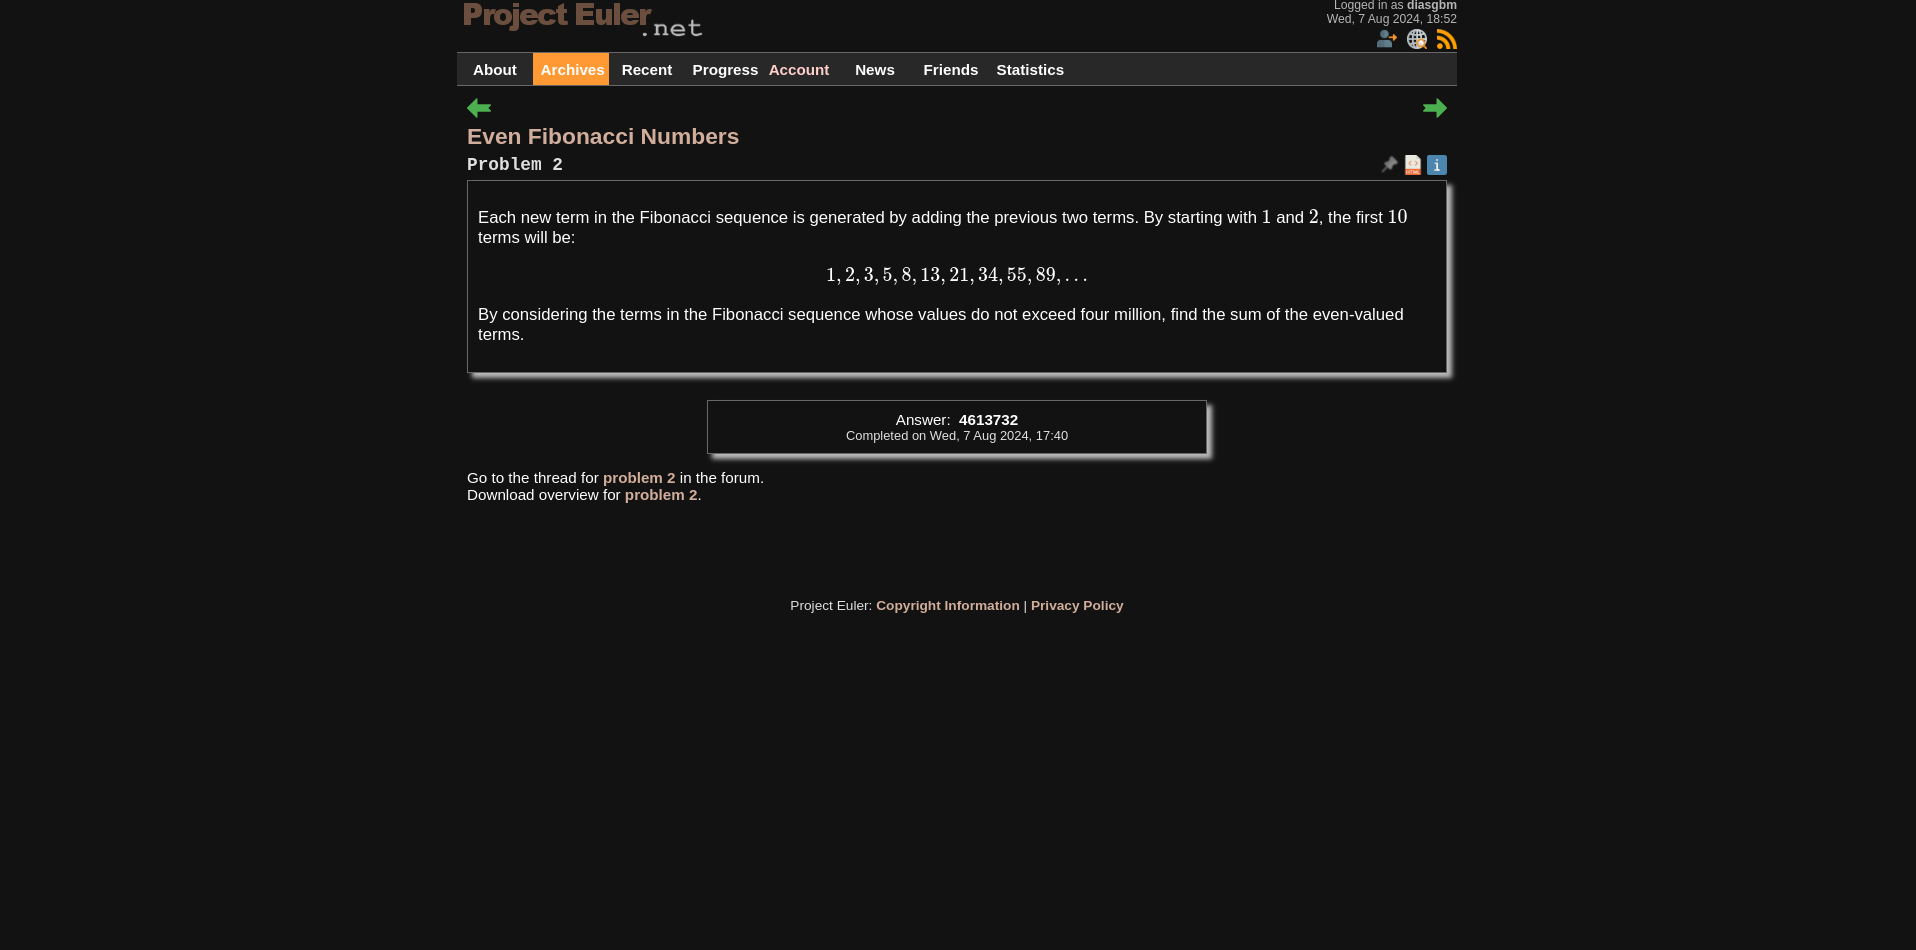 Project Euler.net
Logged in as diasgbm
Wed, 7 Aug 2024, 18:52
About Archives Recent Progress Account News Friends Statistics
Even Fibonacci Numbers
Problem 2
HTML
i
Each new term in the Fibonacci sequence is generated by adding the previous two terms. By starting with 1 and 2, the first 10
terms will be:
1, 2, 3, 5, 8, 13, 21, 34, 55, 89, ...
By considering the terms in the Fibonacci sequence whose values do not exceed four million, find the sum of the even-valued
terms.
Answer: 4613732
Completed on Wed, 7 Aug 2024, 17:40
Go to the thread for problem 2 in the forum.
Download overview for problem 2.
Project Euler: Copyright Information | Privacy Policy